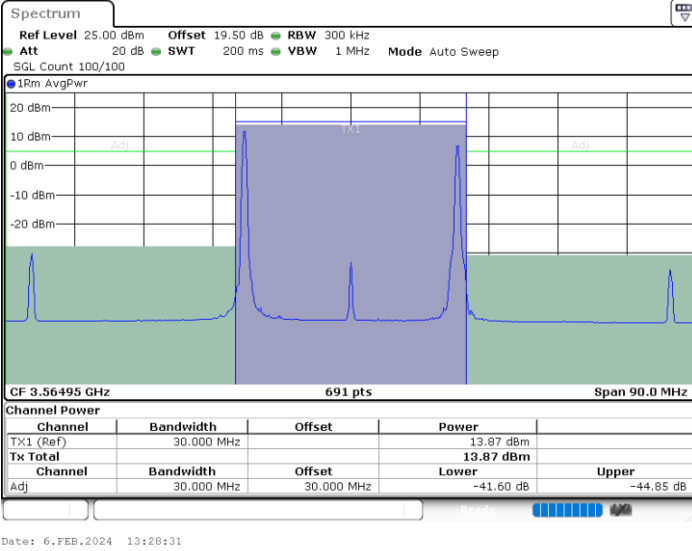 Spectrum
Ref Level 25.00 dBm Offset 19.50 dB RBW 300 kHz
Att 20 dB SWT 200 ms VBW 1 MHz Mode Auto Sweep
SGL Count 100/100
1Rm AvgPwr
20 dBm
TX1
10 dBm
Adj Adj
0 dBm
-10 dBm
-20 dBm
CF 3.56495 GHz 691 pts Span 90.0 MHz
Channel Power
Channel Bandwidth Offset Power
TX1 (Ref) 30.000 MHz 13.87 dBm
Tx Total 13.87 dBm
Channel Bandwidth Offset Lower Upper
Adj 30.000 MHz 30.000 MHz -41.60 dB -44.85 dB
Ready
Date: 6.FEB.2024 13:28:31